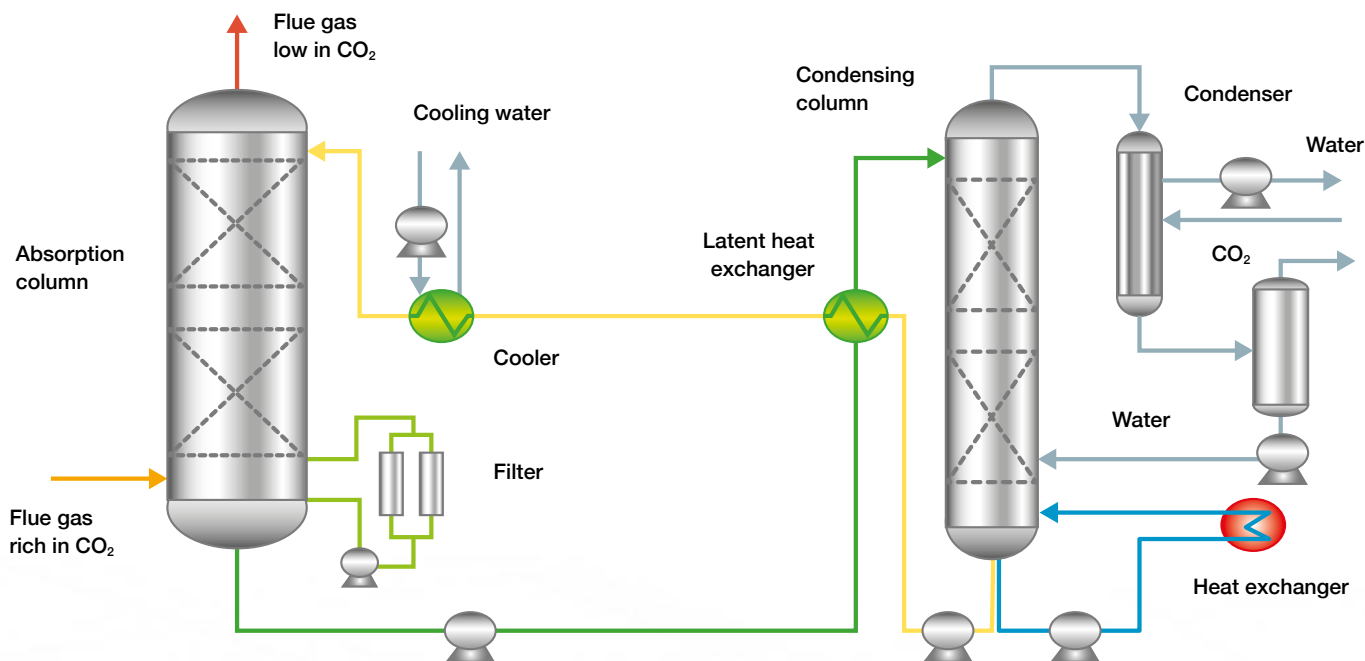 Flue gas
low in CO₂
Cooling water
Condensing
column
Condenser
Water
Absorption
column
Latent heat
exchanger
CO₂
Cooler
Water
Filter
Flue gas
rich in CO₂
Heat exchanger